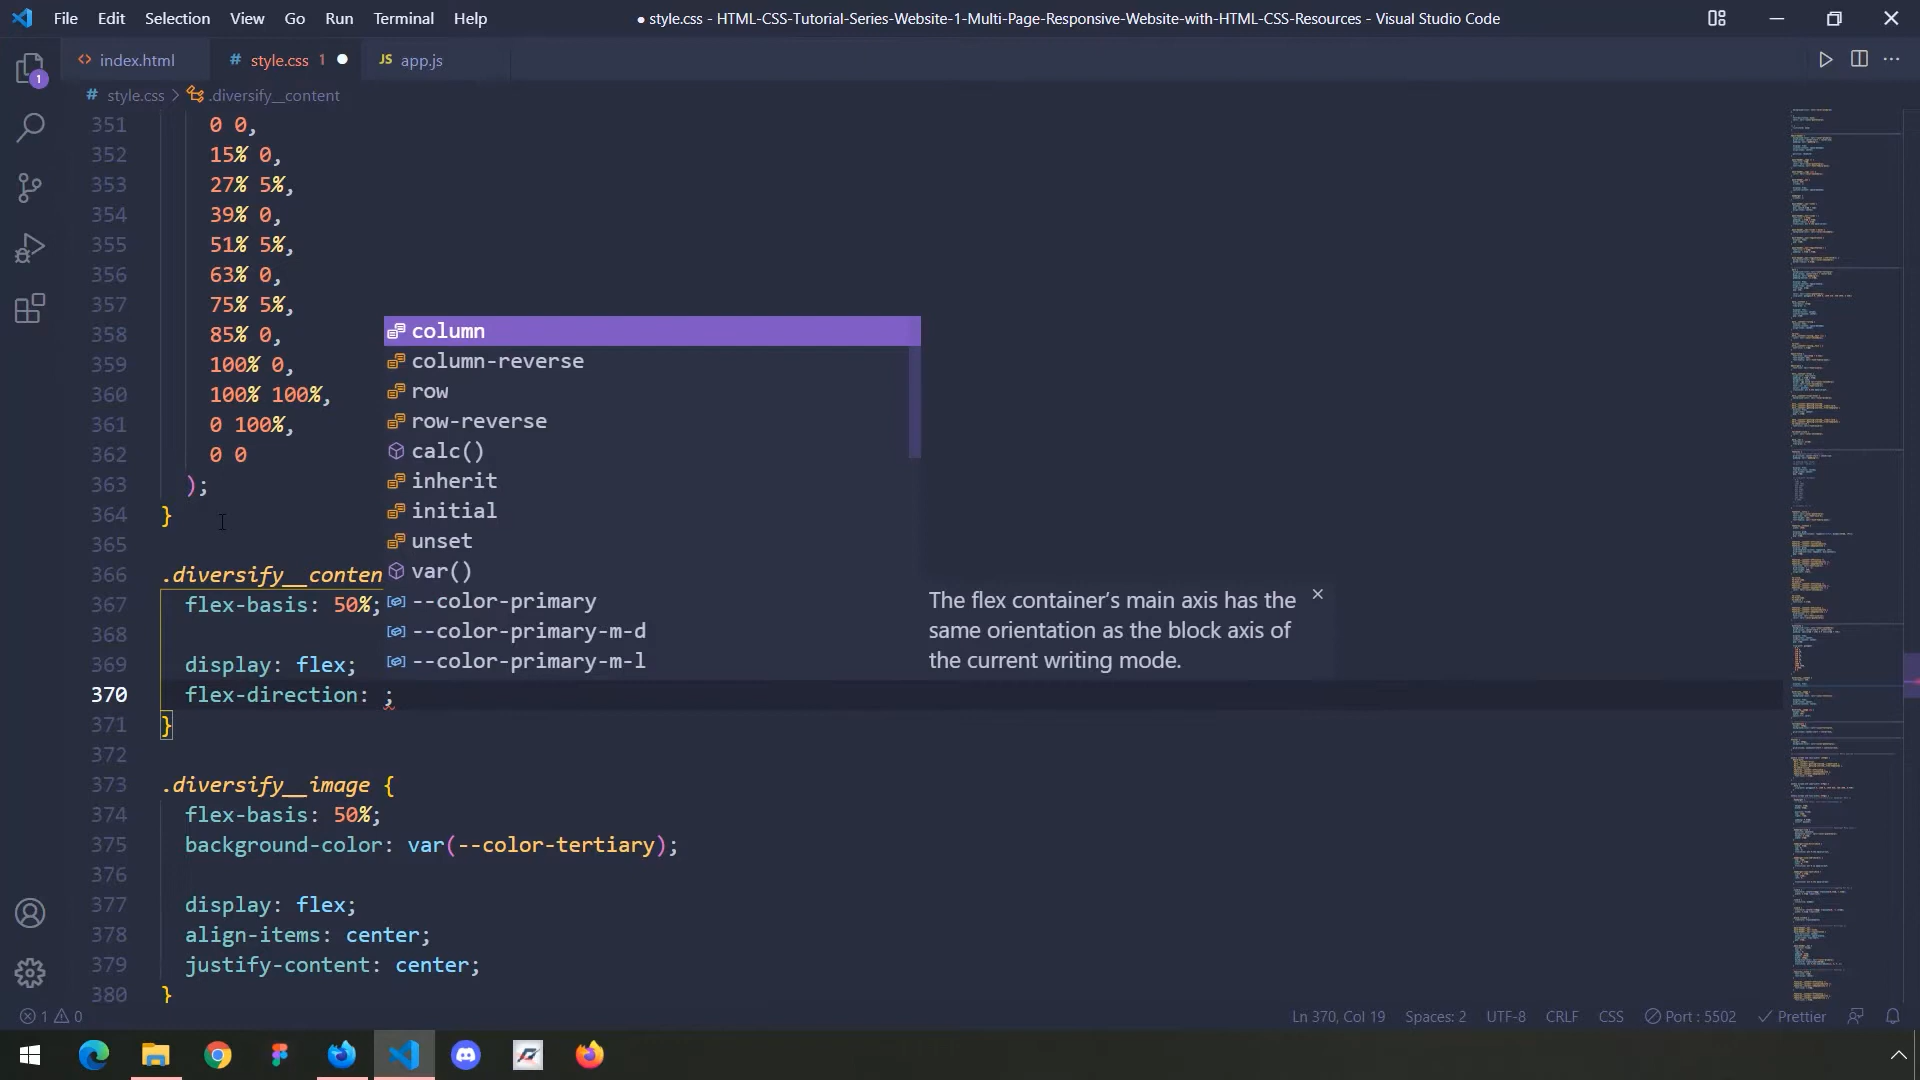 File Edit Selection View Go Run Terminal Help
● style.css - HTML-CSS-Tutorial-Series-Website-1-Multi-Page-Responsive-Website-with-HTML-CSS-Resources - Visual Studio Code
<> index.html
# style.css 1 ●
JS app.js
1
# style.css > .diversify__content
351 0 0,
352 15% 0,
353 27% 5%,
354 39% 0,
355 51% 5%,
356 63% 0,
357 75% 5%,
358 85% 0,
359 100% 0,
360 100% 100%,
361 0 100%,
362 0 0
363 );
364 }
365
366 .diversify__conten
367 flex-basis: 50%;
368
369 display: flex;
370 flex-direction: ;
371 }
372
373 .diversify__image {
374 flex-basis: 50%;
375 background-color: var(--color-tertiary);
376
377 display: flex;
378 align-items: center;
379 justify-content: center;
380 }
column
column-reverse
row
row-reverse
calc()
inherit
initial
unset
var()
--color-primary
--color-primary-m-d
--color-primary-m-l
The flex container's main axis has the
same orientation as the block axis of
the current writing mode.
1 0
Ln 370, Col 19 Spaces: 2 UTF-8 CRLF CSS Port : 5502 Prettier